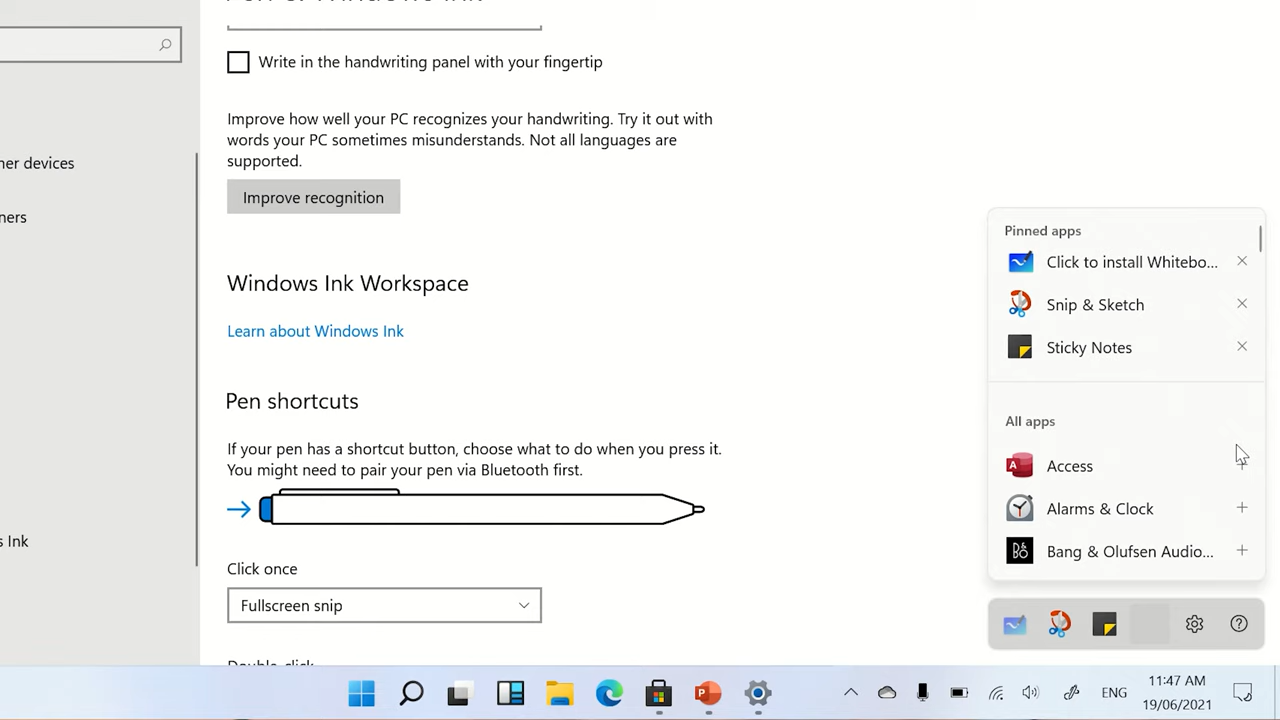 Write in the handwriting panel with your fingertip
Improve how well your PC recognizes your handwriting. Try it out with
words your PC sometimes misunderstands. Not all languages are
supported.
Improve recognition
Windows Ink Workspace
Learn about Windows Ink
Pen shortcuts
If your pen has a shortcut button, choose what to do when you press it.
You might need to pair your pen via Bluetooth first.
Click once
Fullscreen snip
Double-click
her devices
ners
s Ink
Pinned apps
Click to install Whitebo...
Snip & Sketch
Sticky Notes
All apps
Access
Alarms & Clock
Bang & Olufsen Audio...
ENG
11:47 AM
19/06/2021